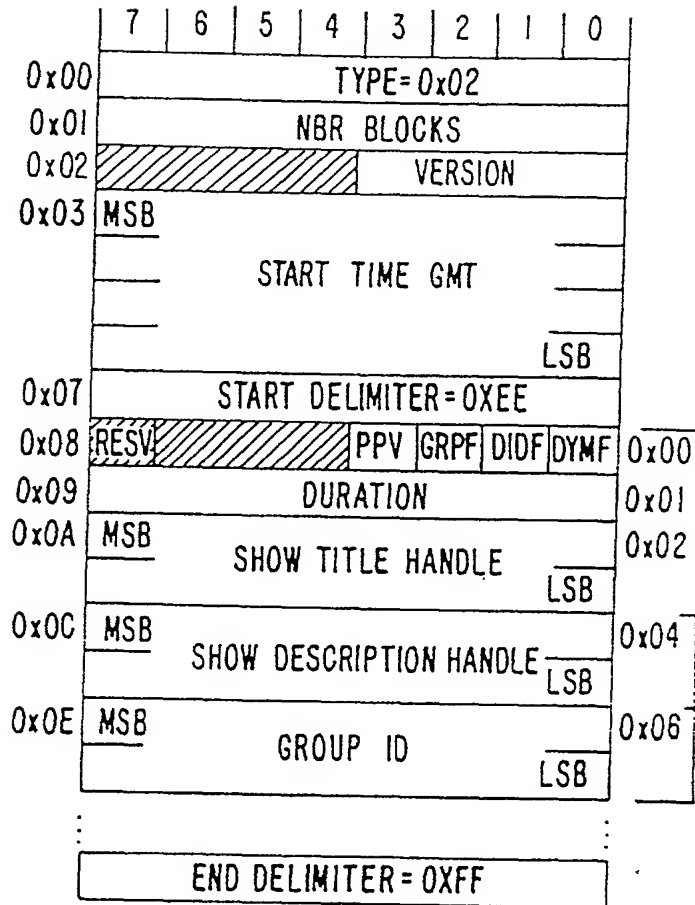 7 6 5 4 3 2 1 0
0x00 TYPE=0x02
0x01 NBR BLOCKS
0x02 VERSION
0x03 MSB
START TIME GMT
LSB
0x07 START DELIMITER=0XEE
0x08 RESV PPV GRPF DIDF DYMF 0x00
0x09 DURATION 0x01
0x0A MSB 0x02
SHOW TITLE HANDLE
LSB
0x0C MSB 0x04
SHOW DESCRIPTION HANDLE
LSB
0x0E MSB 0x06
GROUP ID
LSB
END DELIMITER=0XFF